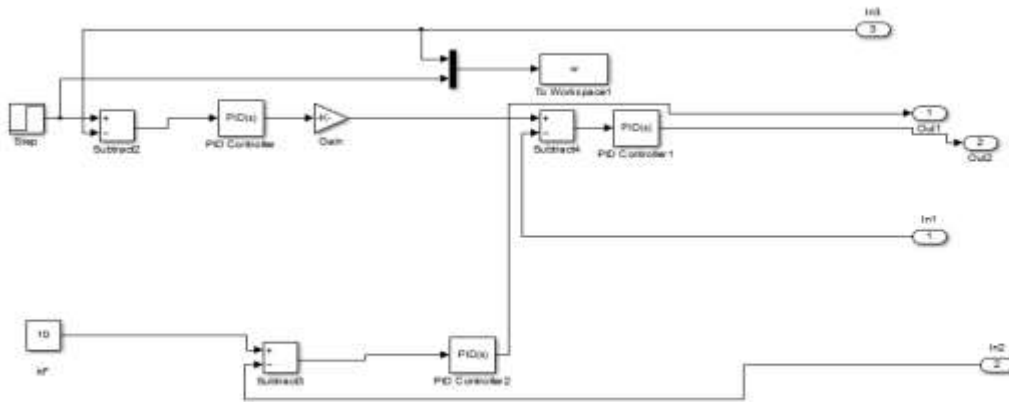 In3
3
To Workspace1
+
−
Step
Subtract2
PID(s)
PID Controller
-K-
Gain
+
−
Subtract4
PID(s)
PID Controller1
1
Out1
2
Out2
In1
1
10
+
−
Subtract3
PID(s)
PID Controller2
In2
2